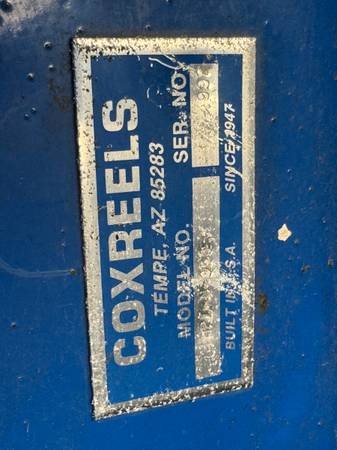 COXREELS
TEMPE, AZ 85283
MODEL NO. SER. NO.
BUILT IN U.S.A. SINCE 1947